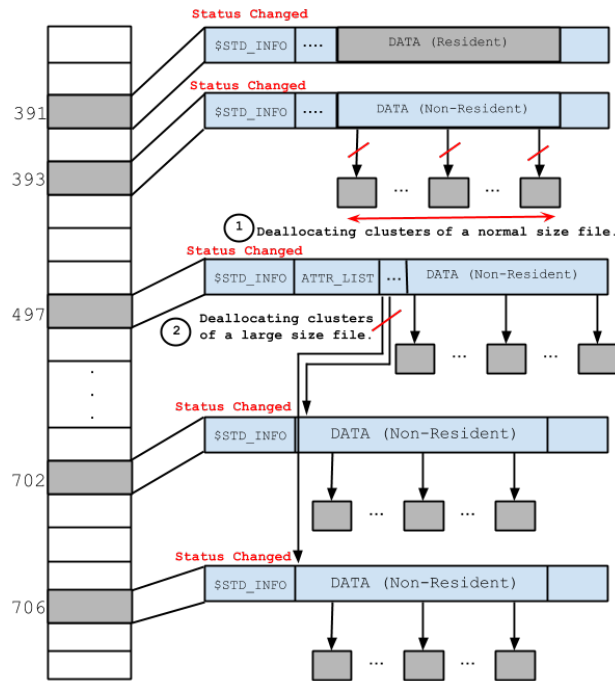 Status Changed
$STD_INFO .... DATA (Resident)
Status Changed
391 $STD_INFO .... DATA (Non-Resident)
393
... ...
1 Deallocating clusters of a normal size file.
Status Changed
$STD_INFO ATTR_LIST ... DATA (Non-Resident)
497
2 Deallocating clusters
of a large size file.
... ...
.
.
.
Status Changed
$STD_INFO DATA (Non-Resident)
702
... ...
Status Changed
$STD_INFO DATA (Non-Resident)
706
... ...